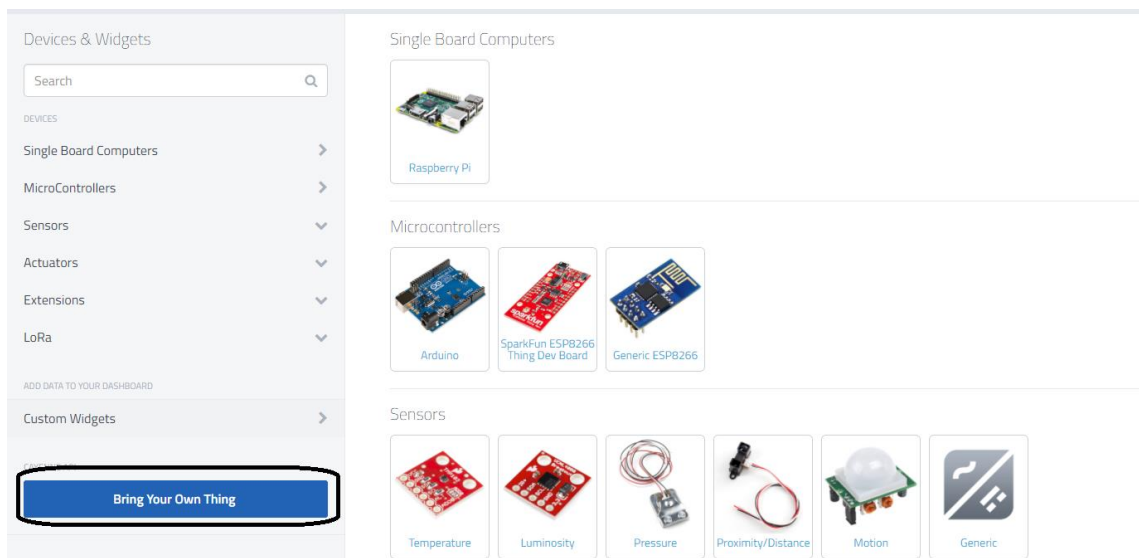 Devices & Widgets
Search
DEVICES
Single Board Computers
MicroControllers
Sensors
Actuators
Extensions
LoRa
ADD DATA TO YOUR DASHBOARD
Custom Widgets
Bring Your Own Thing
Single Board Computers
Raspberry Pi
Microcontrollers
Arduino
SparkFun ESP8266
Thing Dev Board
Generic ESP8266
Sensors
Temperature
Luminosity
Pressure
Proximity/Distance
Motion
Generic